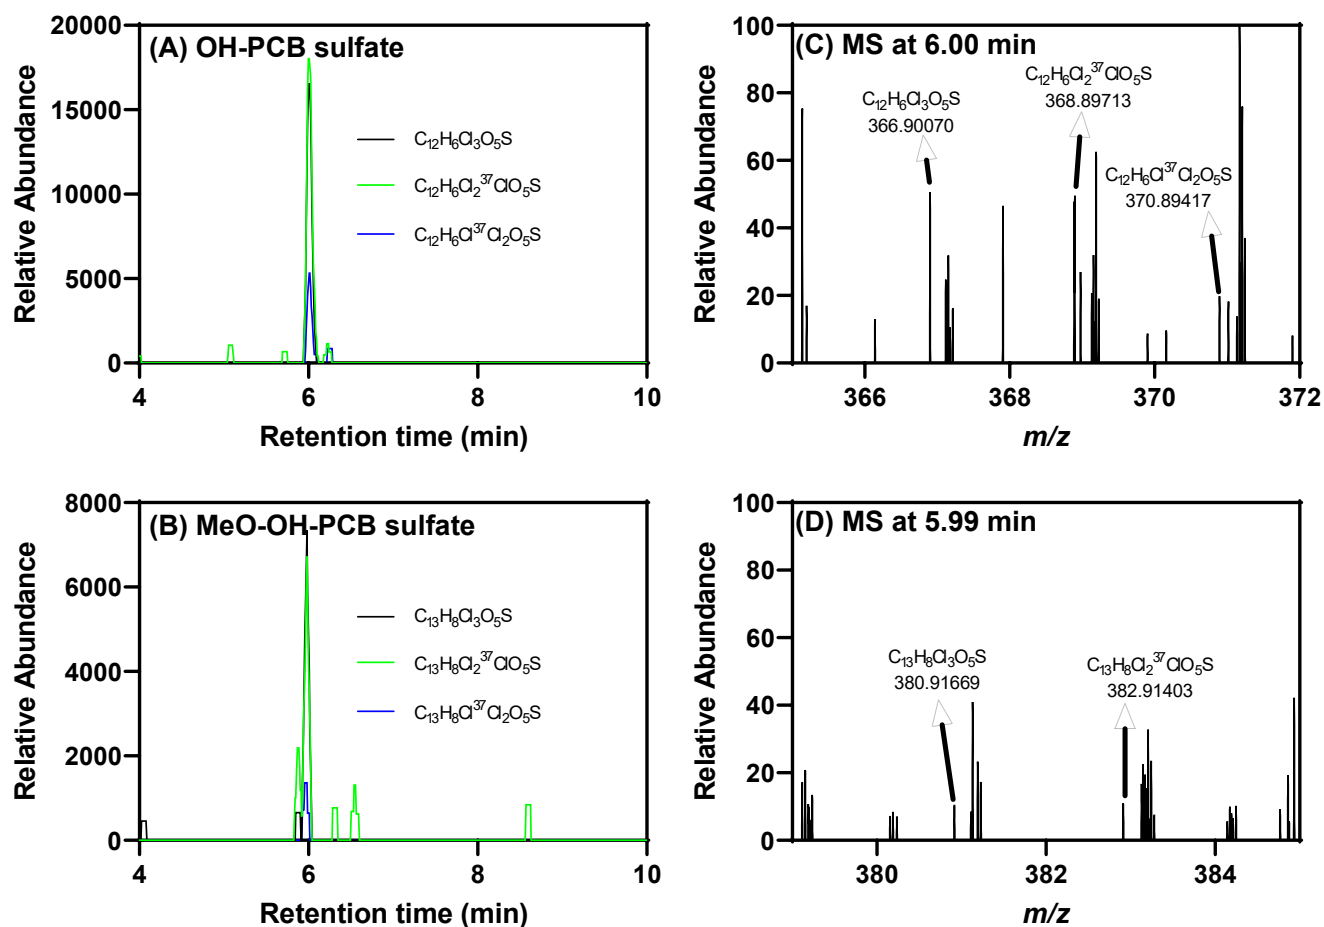 (A) OH-PCB sulfate
Relative Abundance
20000
15000
10000
5000
0
C₁₂H₆Cl₃O₅S
C₁₂H₆Cl₂³⁷ClO₅S
C₁₂H₆Cl³⁷Cl₂O₅S
4 6 8 10
Retention time (min)
(C) MS at 6.00 min
Relative Abundance
100
80
60
40
20
0
C₁₂H₆Cl₃O₅S
366.90070
C₁₂H₆Cl₂³⁷ClO₅S
368.89713
C₁₂H₆Cl³⁷Cl₂O₅S
370.89417
366 368 370 372
m/z
(B) MeO-OH-PCB sulfate
Relative Abundance
8000
6000
4000
2000
0
C₁₃H₈Cl₃O₅S
C₁₃H₈Cl₂³⁷ClO₅S
C₁₃H₈Cl³⁷Cl₂O₅S
4 6 8 10
Retention time (min)
(D) MS at 5.99 min
Relative Abundance
100
80
60
40
20
0
C₁₃H₈Cl₃O₅S
380.91669
C₁₃H₈Cl₂³⁷ClO₅S
382.91403
380 382 384
m/z